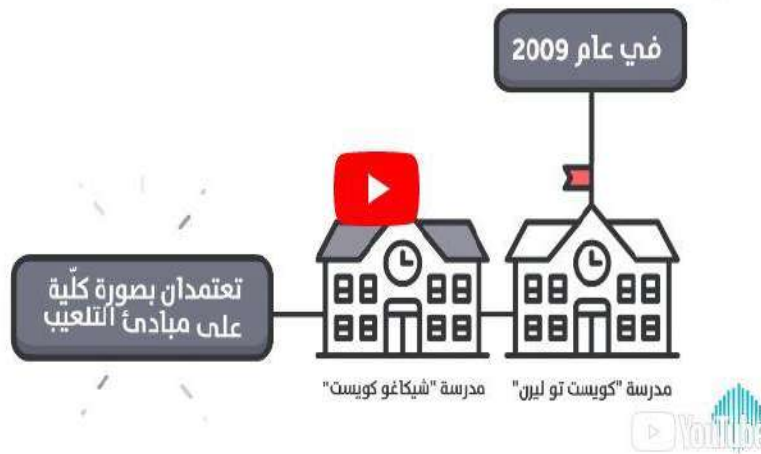 في عام 2009
تعتمدان بصورة كلّية
على مبادئ التلعيب
مدرسة "كويست تو ليرن"
مدرسة "شيكاغو كويست"
YouTube